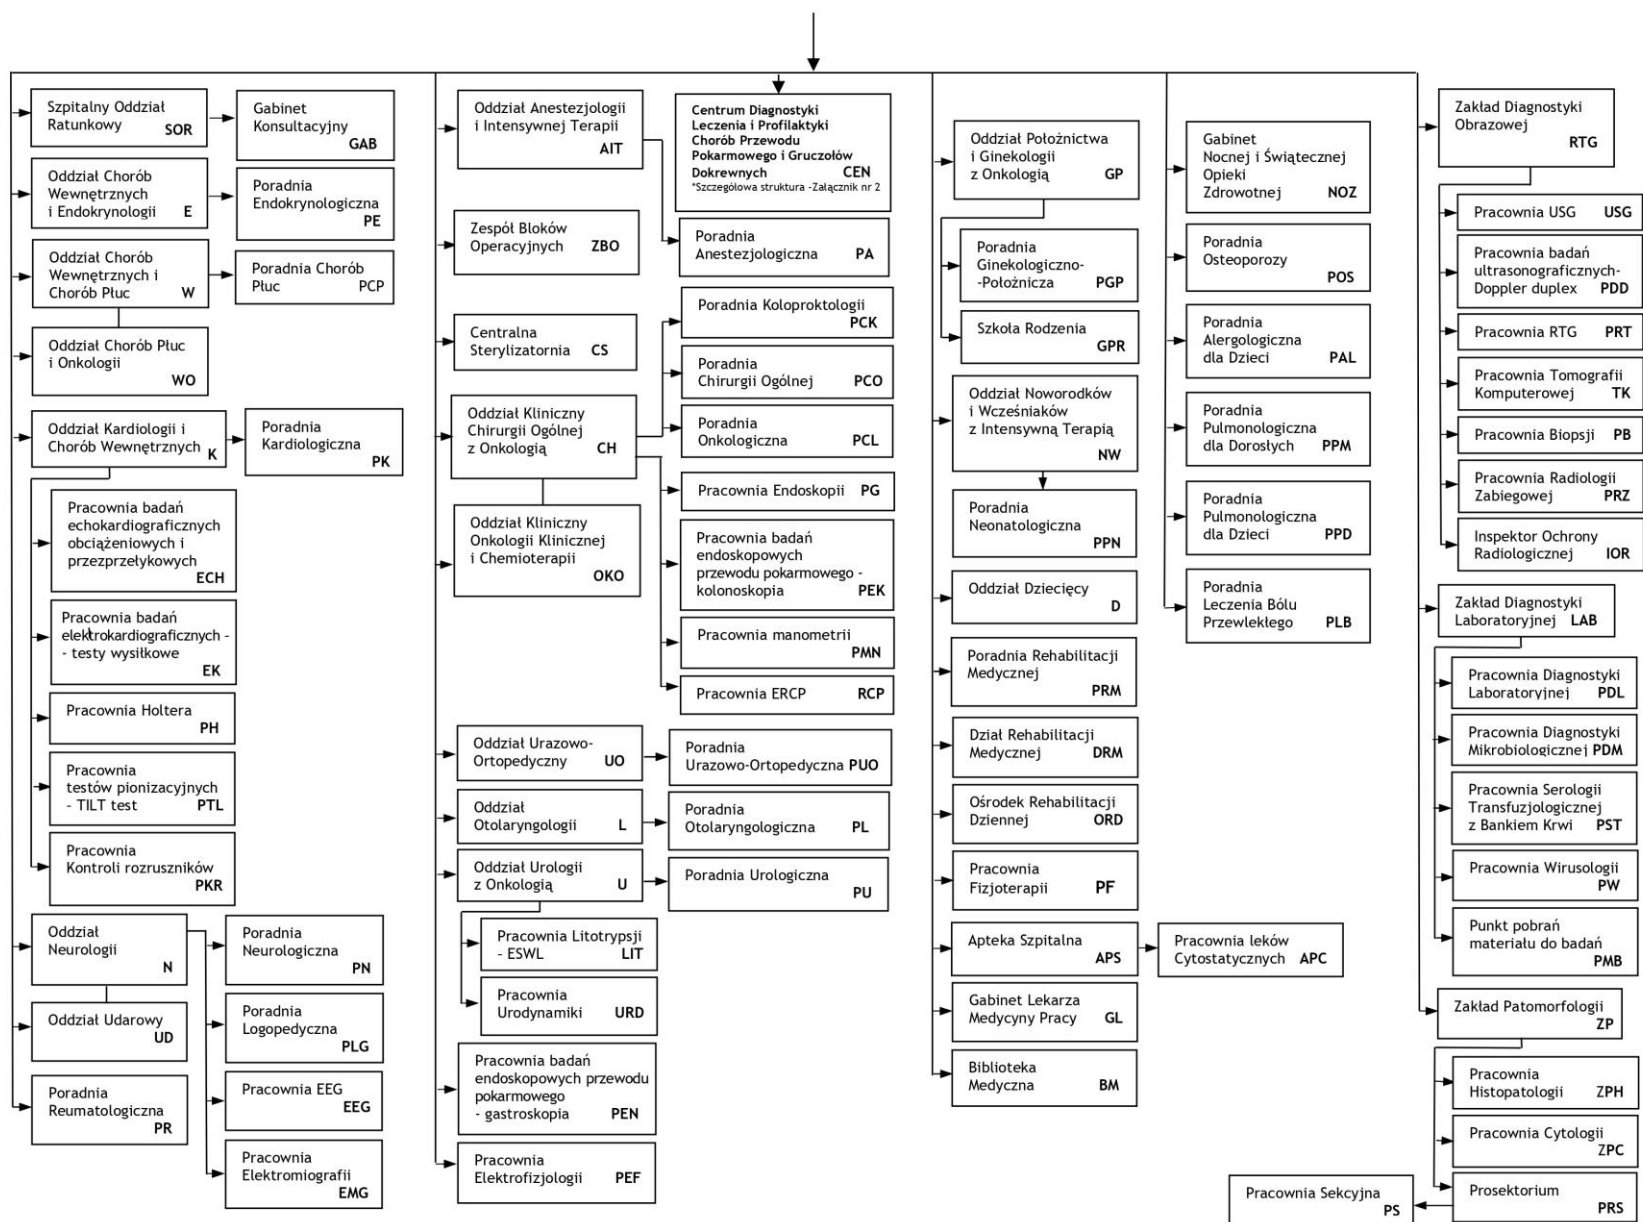 Szpitalny Oddział
Ratunkowy SOR
Gabinet
Konsultacyjny
GAB
Oddział Chorób
Wewnętrznych
i Endokrynologii E
Poradnia
Endokrynologiczna
PE
Oddział Chorób
Wewnętrznych i
Chorób Płuc W
Poradnia Chorób
Płuc PCP
Oddział Chorób Płuc
i Onkologii
WO
Oddział Kardiologii i
Chorób Wewnętrznych K
Poradnia
Kardiologiczna
PK
Pracownia badań
echokardiograficznych
obciążeniowych i
przezprzełykowych
ECH
Pracownia badań
elektrokardiograficznych -
- testy wysiłkowe
EK
Pracownia Holtera
PH
Pracownia
testów pionizacyjnych
- TILT test PTL
Pracownia
Kontroli rozruszników
PKR
Oddział
Neurologii
N
Poradnia
Neurologiczna
PN
Oddział Udarowy
UD
Poradnia
Logopedyczna
PLG
Poradnia
Reumatologiczna
PR
Pracownia EEG
EEG
Pracownia
Elektromiografii
EMG
Oddział Anestezjologii
i Intensywnej Terapii
AIT
Centrum Diagnostyki
Leczenia i Profilaktyki
Chorób Przewodu
Pokarmowego i Gruczołów
Dokrewnych CEN
*Szczegółowa struktura -Załącznik nr 2
Zespół Bloków
Operacyjnych ZBO
Poradnia
Anestezjologiczna PA
Centralna
Sterylizatornia CS
Poradnia Koloproktologii
PCK
Poradnia
Chirurgii Ogólnej PCO
Oddział Kliniczny
Chirurgii Ogólnej
z Onkologią CH
Poradnia
Onkologiczna PCL
Pracownia Endoskopii PG
Oddział Kliniczny
Onkologii Klinicznej
i Chemioterapii
OKO
Pracownia badań
endoskopowych
przewodu pokarmowego -
kolonoskopia PEK
Pracownia manometrii
PMN
Pracownia ERCP RCP
Oddział Urazowo-
Ortopedyczny UO
Poradnia
Urazowo-Ortopedyczna PUO
Oddział
Otolaryngologii L
Poradnia
Otolaryngologiczna PL
Oddział Urologii
z Onkologią U
Poradnia Urologiczna
PU
Pracownia Litotrypsji
- ESWL LIT
Pracownia
Urodynamiki URD
Pracownia badań
endoskopowych przewodu
pokarmowego
- gastroskopia PEN
Pracownia
Elektrofizjologii PEF
Oddział Położnictwa
i Ginekologii
z Onkologią GP
Poradnia
Ginekologiczno-
-Położnicza PGP
Szkoła Rodzenia
GPR
Oddział Noworodków
i Wcześniaków
z Intensywną Terapią
NW
Poradnia
Neonatologiczna
PPN
Oddział Dziecięcy
D
Poradnia Rehabilitacji
Medycznej
PRM
Dział Rehabilitacji
Medycznej DRM
Ośrodek Rehabilitacji
Dziennej ORD
Pracownia
Fizjoterapii PF
Apteka Szpitalna
APS
Pracownia leków
Cytostatycznych APC
Gabinet Lekarza
Medycyny Pracy GL
Biblioteka
Medyczna BM
Gabinet
Nocnej i Świątecznej
Opieki
Zdrowotnej NOZ
Poradnia
Osteoporozy
POS
Poradnia
Alergologiczna
dla Dzieci PAL
Poradnia
Pulmonologiczna
dla Dorosłych PPM
Poradnia
Pulmonologiczna
dla Dzieci PPD
Poradnia
Leczenia Bólu
Przewlekłego PLB
Zakład Diagnostyki
Obrazowej
RTG
Pracownia USG USG
Pracownia badań
ultrasonograficznych-
Doppler duplex PDD
Pracownia RTG PRT
Pracownia Tomografii
Komputerowej TK
Pracownia Biopsji PB
Pracownia Radiologii
Zabiegowej PRZ
Inspektor Ochrony
Radiologicznej IOR
Zakład Diagnostyki
Laboratoryjnej LAB
Pracownia Diagnostyki
Laboratoryjnej PDL
Pracownia Diagnostyki
Mikrobiologicznej PDM
Pracownia Serologii
Transfuzjologicznej
z Bankiem Krwi PST
Pracownia Wirusologii
PW
Punkt pobrań
materiału do badań
PMB
Zakład Patomorfologii
ZP
Pracownia
Histopatologii ZPH
Pracownia Cytologii
ZPC
Prosektorium
PRS
Pracownia Sekcyjna
PS